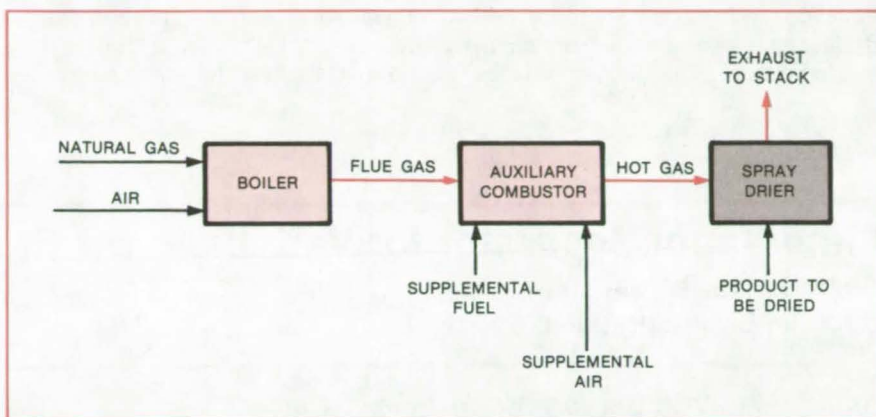 EXHAUST
TO STACK
NATURAL GAS
AIR
BOILER
FLUE GAS
AUXILIARY
COMBUSTOR
HOT GAS
SPRAY
DRIER
SUPPLEMENTAL
FUEL
SUPPLEMENTAL
AIR
PRODUCT TO
BE DRIED